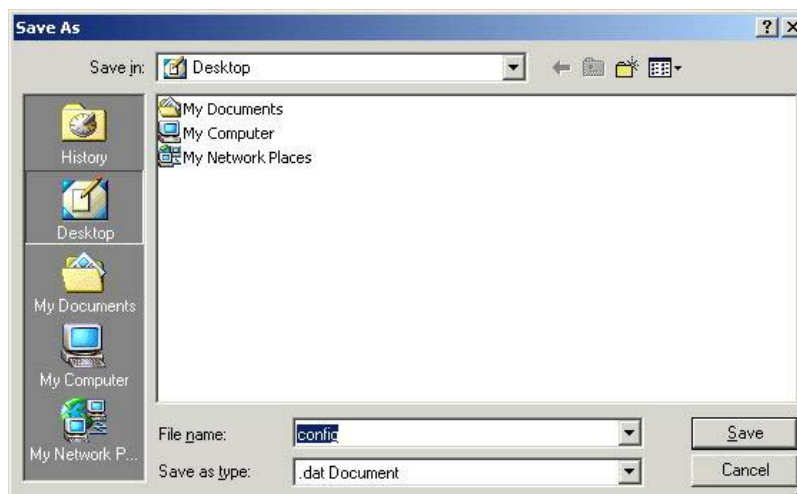 Save As
Save in: Desktop
My Documents
My Computer
My Network Places
History
Desktop
My Documents
My Computer
My Network P...
File name: config
Save
Save as type: .dat Document
Cancel